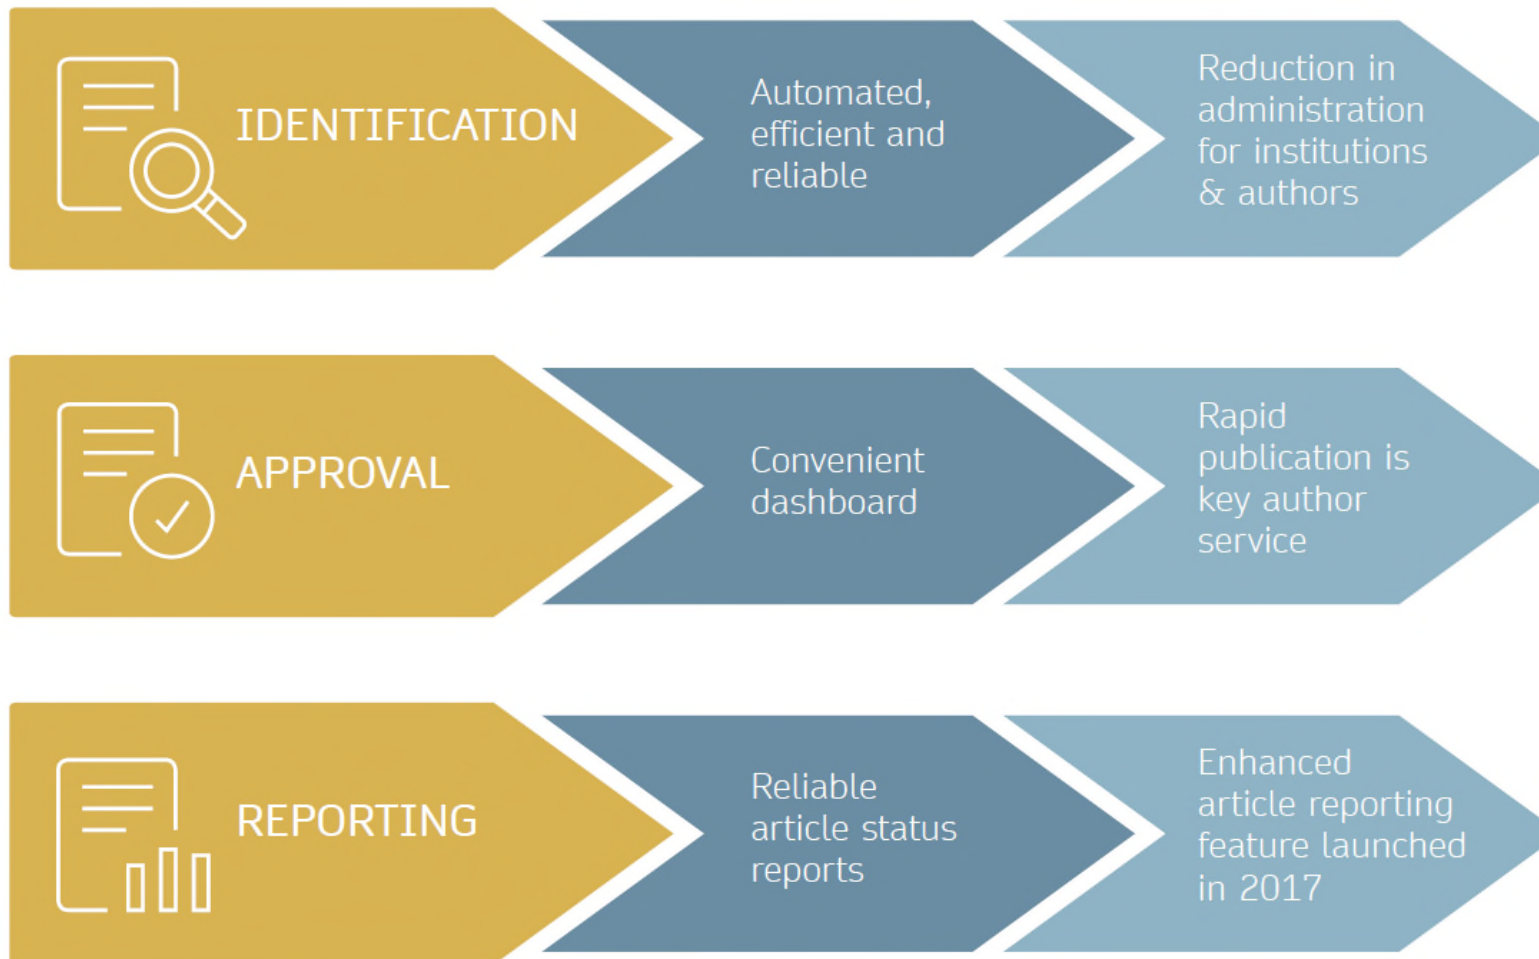 IDENTIFICATION
Automated,
efficient and
reliable
Reduction in
administration
for institutions
& authors
APPROVAL
Convenient
dashboard
Rapid
publication is
key author
service
REPORTING
Reliable
article status
reports
Enhanced
article reporting
feature launched
in 2017